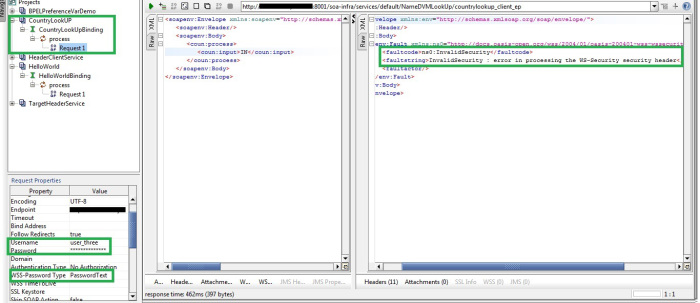 Projects
BPELPreferenceVarDemo
CountryLookUP
CountryLookUpBinding
process
Request 1
HeaderClientService
HelloWorld
HelloWorldBinding
process
Request 1
TargetHeaderService
Request Properties
Property Value
Encoding UTF-8
Endpoint
Timeout
Bind Address
Follow Redirects true
Username user_three
Password **************
Domain
Authentication Type No Authorization
WSS-Password Type PasswordText
WSS TimeToLive
SSL Keystore
Skip SOAP Action false
http:// :8001/soa-infra/services/default/NameDVMLookUp/countrylookup_client_ep
XML
Raw
<soapenv:Envelope xmlns:soapenv="http://schemas.xm
<soapenv:Header/>
<soapenv:Body>
<coun:process>
<coun:input>IN</coun:input>
</coun:process>
</soapenv:Body>
</soapenv:Envelope>
A... Heade... Attachme... W... WS... JMS He... JMS Prope...
response time: 462ms (397 bytes)
XML
Raw
velope xmlns:env="http://schemas.xmlsoap.org/soap/envelope/">
:Header/>
:Body>
env:Fault xmlns:ns0="http://docs.oasis-open.org/wss/2004/01/oasis-200401-wss-wssecurit
<faultcode>ns0:InvalidSecurity</faultcode>
<faultstring>InvalidSecurity : error in processing the WS-Security security header<
<faultactor/>
/env:Fault>
v:Body>
nvelope>
Headers (11) Attachments (0) SSL Info WSS (0) JMS (0)
1 : 1